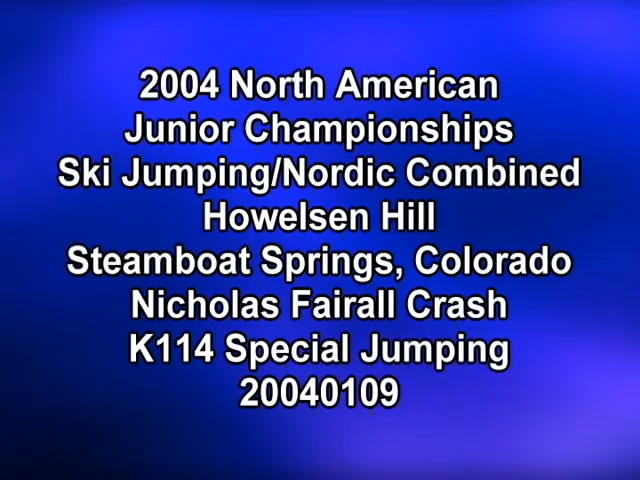 2004 North American
Junior Championships
Ski Jumping/Nordic Combined
Howelsen Hill
Steamboat Springs, Colorado
Nicholas Fairall Crash
K114 Special Jumping
20040109